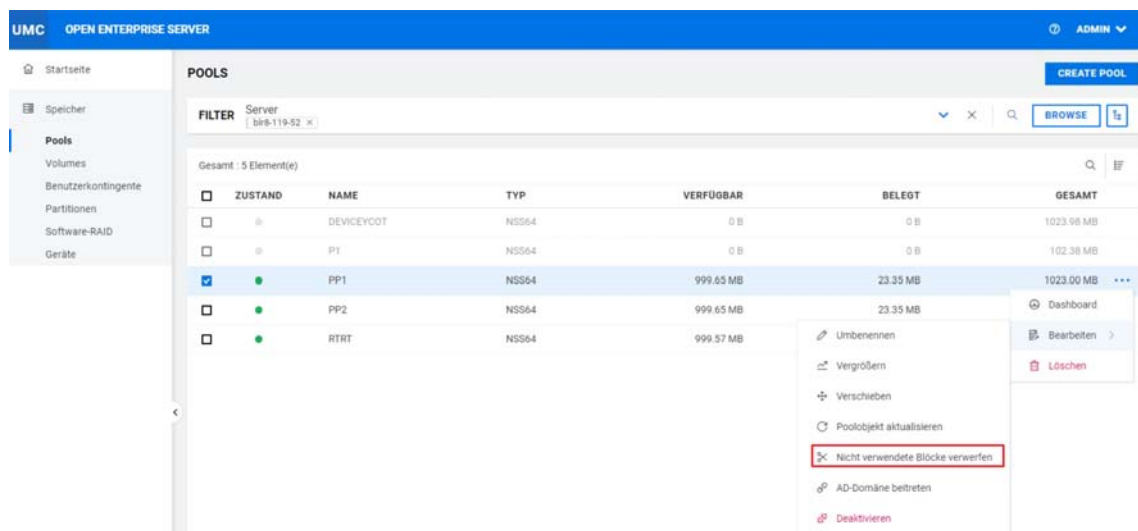 UMC OPEN ENTERPRISE SERVER ADMIN
Startseite
Speicher
Pools
Volumes
Benutzerkontingente
Partitionen
Software-RAID
Geräte
POOLS CREATE POOL
FILTER Server
blr8-119-52 BROWSE
Gesamt : 5 Element(e)
ZUSTAND NAME TYP VERFÜGBAR BELEGT GESAMT
DEVICEYCOT NSS64 0 B 0 B 1023.98 MB
P1 NSS64 0 B 0 B 102.38 MB
PP1 NSS64 999.65 MB 23.35 MB 1023.00 MB
PP2 NSS64 999.65 MB 23.35 MB
RTRT NSS64 999.57 MB
Dashboard
Bearbeiten
Löschen
Umbenennen
Vergrößern
Verschieben
Poolobjekt aktualisieren
Nicht verwendete Blöcke verwerfen
AD-Domäne beitreten
Deaktivieren